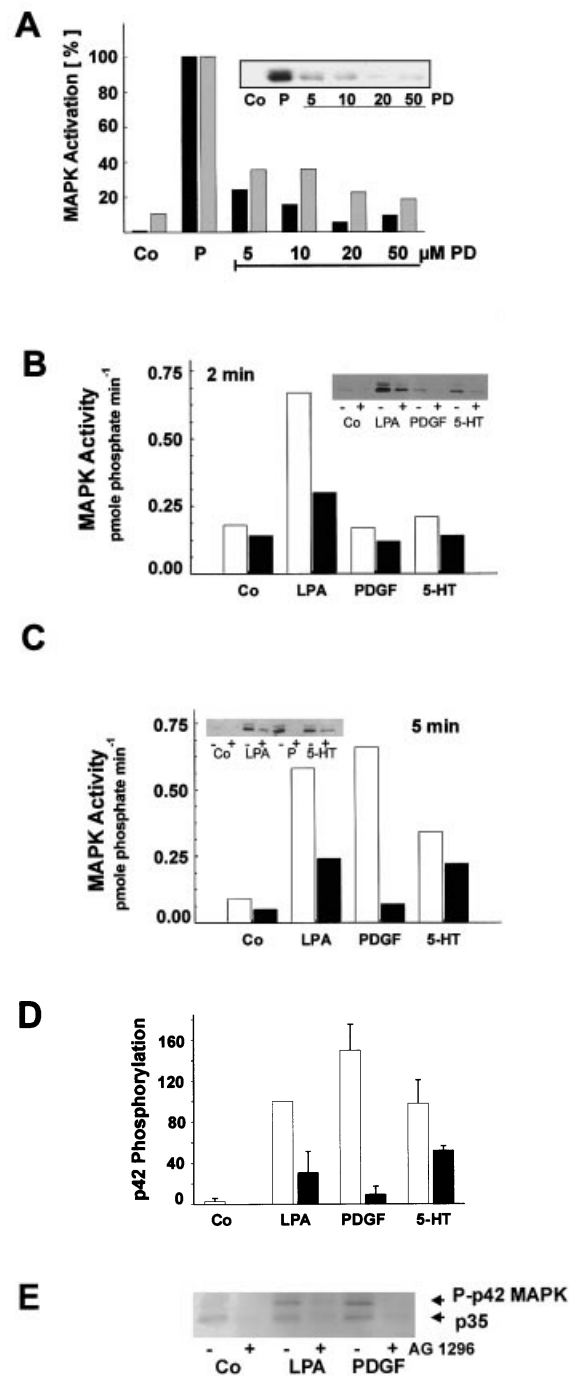 A
MAPK Activation [ % ]
100
80
60
40
20
Co P 5 10 20 50 PD
Co P 5 10 20 50 µM PD
B
MAPK Activity
pmole phosphate min-1
0.75
0.50
0.25
0.00
2 min
- + - + - + - +
Co LPA PDGF 5-HT
Co LPA PDGF 5-HT
C
MAPK Activity
pmole phosphate min-1
0.75
0.50
0.25
0.00
5 min
- + - + - + - +
Co LPA P 5-HT
Co LPA PDGF 5-HT
D
p42 Phosphorylation
160
120
80
40
0
Co LPA PDGF 5-HT
E
P-p42 MAPK
p35
- + - + - + AG 1296
Co LPA PDGF